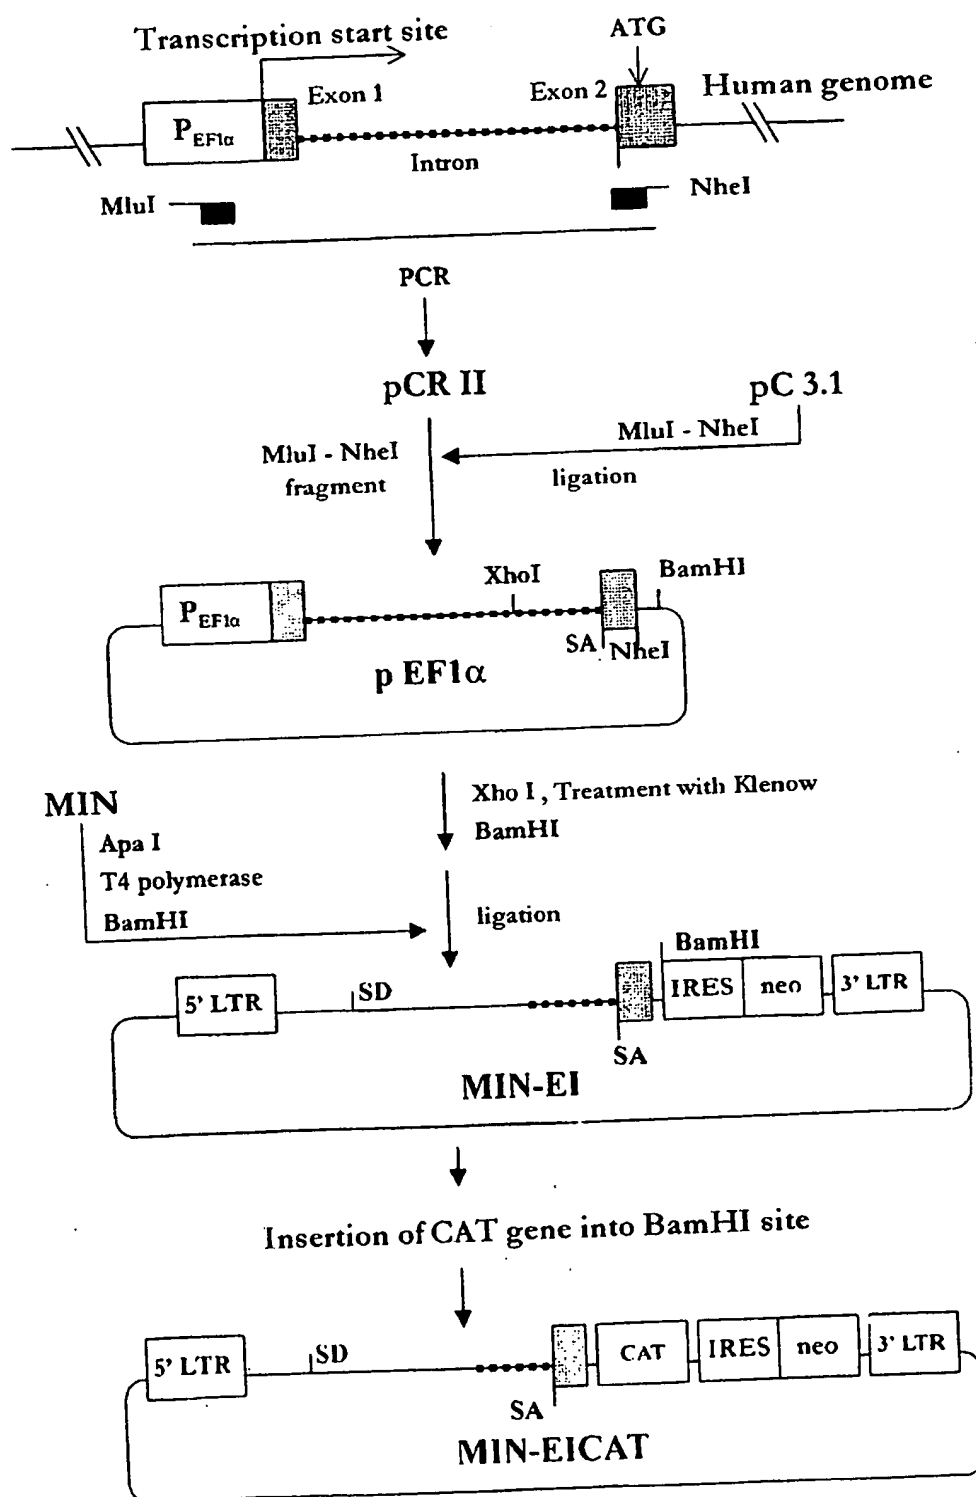 Transcription start site
ATG
Exon 1
Exon 2
Human genome
PEF1α
Intron
MluI
NheI
PCR
pCR II
pC 3.1
MluI - NheI
fragment
MluI - NheI
ligation
XhoI
BamHI
PEF1α
SA
NheI
p EF1α
MIN
Apa I
T4 polymerase
BamHI
Xho I , Treatment with Klenow
BamHI
ligation
BamHI
5' LTR
SD
IRES
neo
3' LTR
SA
MIN-EI
Insertion of CAT gene into BamHI site
5' LTR
SD
CAT
IRES
neo
3' LTR
SA
MIN-EICAT